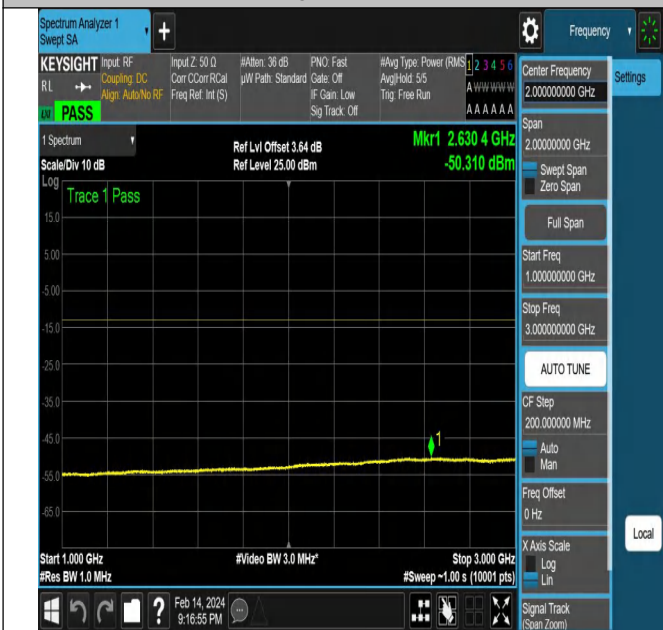 Spectrum Analyzer 1
Swept SA
+
Frequency
KEYSIGHT
RL
LXI
PASS
Input: RF
Coupling: DC
Align: Auto/No RF
Input Z: 50 Ω
Corr CCorr RCal
Freq Ref: Int (S)
#Atten: 36 dB
µW Path: Standard
PNO: Fast
Gate: Off
IF Gain: Low
Sig Track: Off
#Avg Type: Power (RMS
Avg|Hold: 5/5
Trig: Free Run
1 2 3 4 5 6
A W W W W W
A A A A A A
1 Spectrum
Scale/Div 10 dB
Log
Ref Lvl Offset 3.64 dB
Ref Level 25.00 dBm
Mkr1 2.630 4 GHz
-50.310 dBm
Trace 1 Pass
15.0
5.00
-5.00
-15.0
-25.0
-35.0
-45.0
-55.0
-65.0
1
Start 1.000 GHz
#Res BW 1.0 MHz
#Video BW 3.0 MHz*
Stop 3.000 GHz
#Sweep ~1.00 s (10001 pts)
Feb 14, 2024
9:16:55 PM
?
Center Frequency
2.000000000 GHz
Settings
Span
2.00000000 GHz
Swept Span
Zero Span
Full Span
Start Freq
1.000000000 GHz
Stop Freq
3.000000000 GHz
AUTO TUNE
CF Step
200.000000 MHz
Auto
Man
Freq Offset
0 Hz
Local
X Axis Scale
Log
Lin
Signal Track
(Span Zoom)